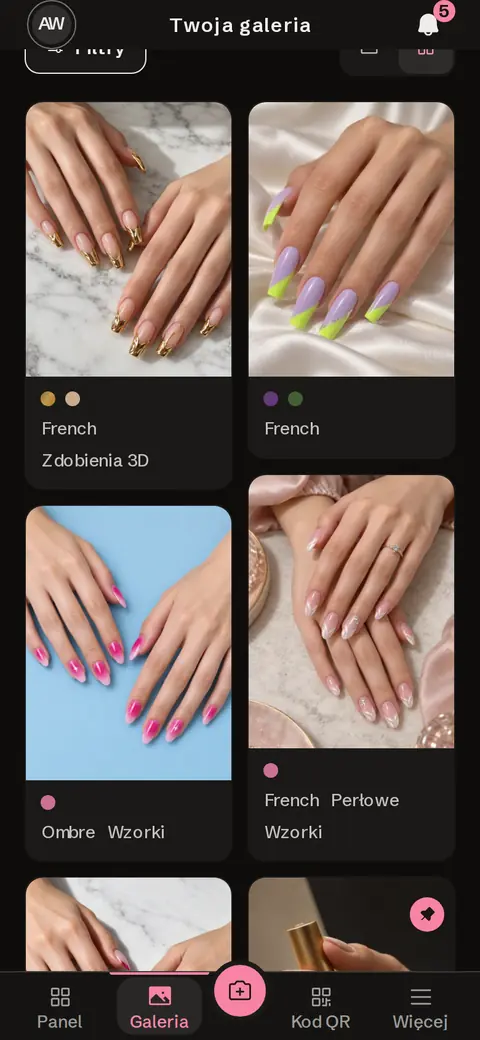 AW
Twoja galeria
5
Filtry
French
Zdobienia 3D
French
Ombre Wzorki
French Perłowe
Wzorki
Panel
Galeria
Kod QR
Więcej